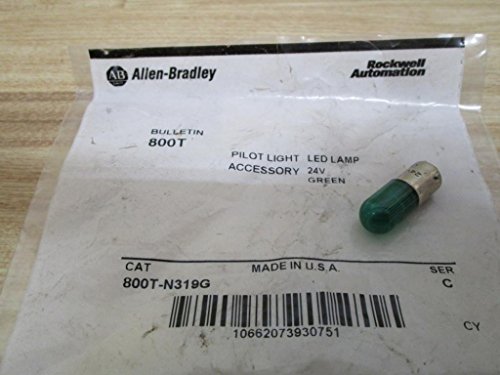 AB Allen-Bradley
Rockwell
Automation
BULLETIN
800T
PILOT LIGHT LED LAMP
ACCESSORY 24V
GREEN
CAT MADE IN U.S.A. SER
800T-N319G C
10662073930751
CY